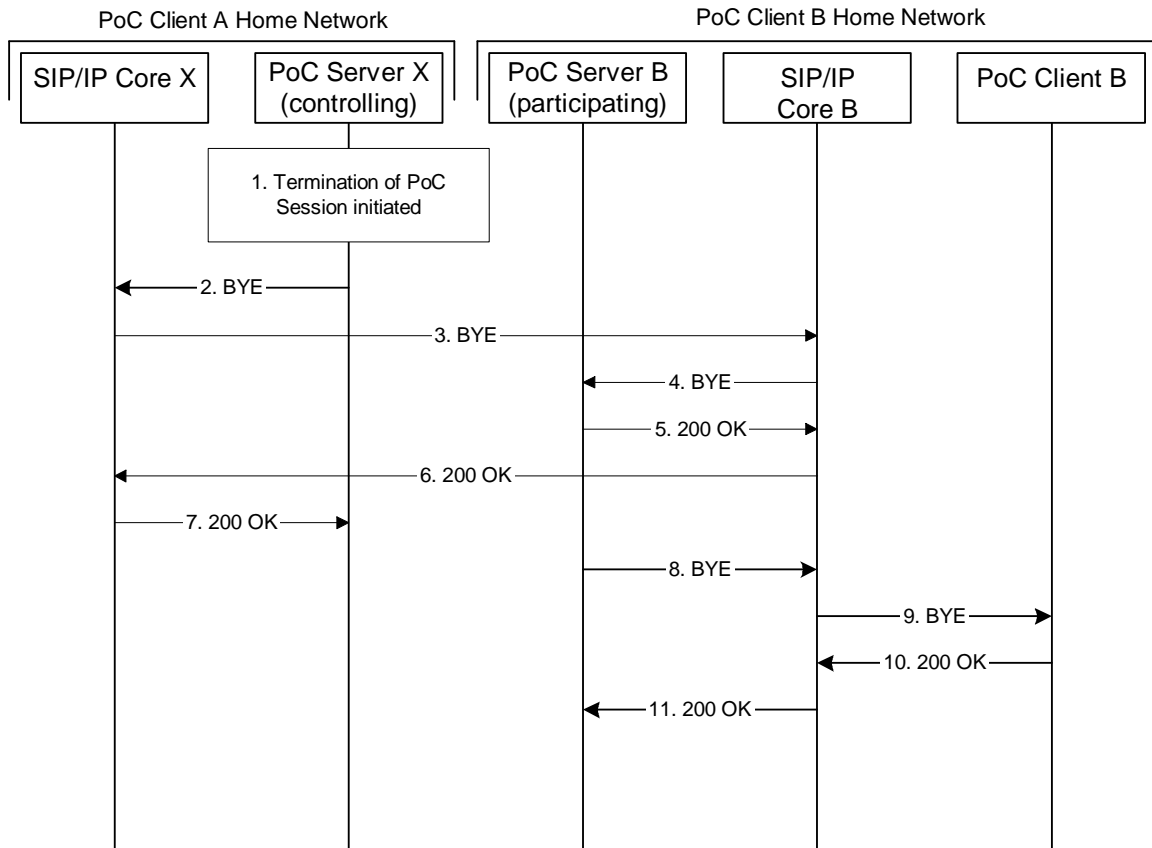 PoC Client A Home Network
PoC Client B Home Network
SIP/IP Core X
PoC Server X
(controlling)
PoC Server B
(participating)
SIP/IP
Core B
PoC Client B
1. Termination of PoC
Session initiated
2. BYE
3. BYE
4. BYE
5. 200 OK
6. 200 OK
7. 200 OK
8. BYE
9. BYE
10. 200 OK
11. 200 OK